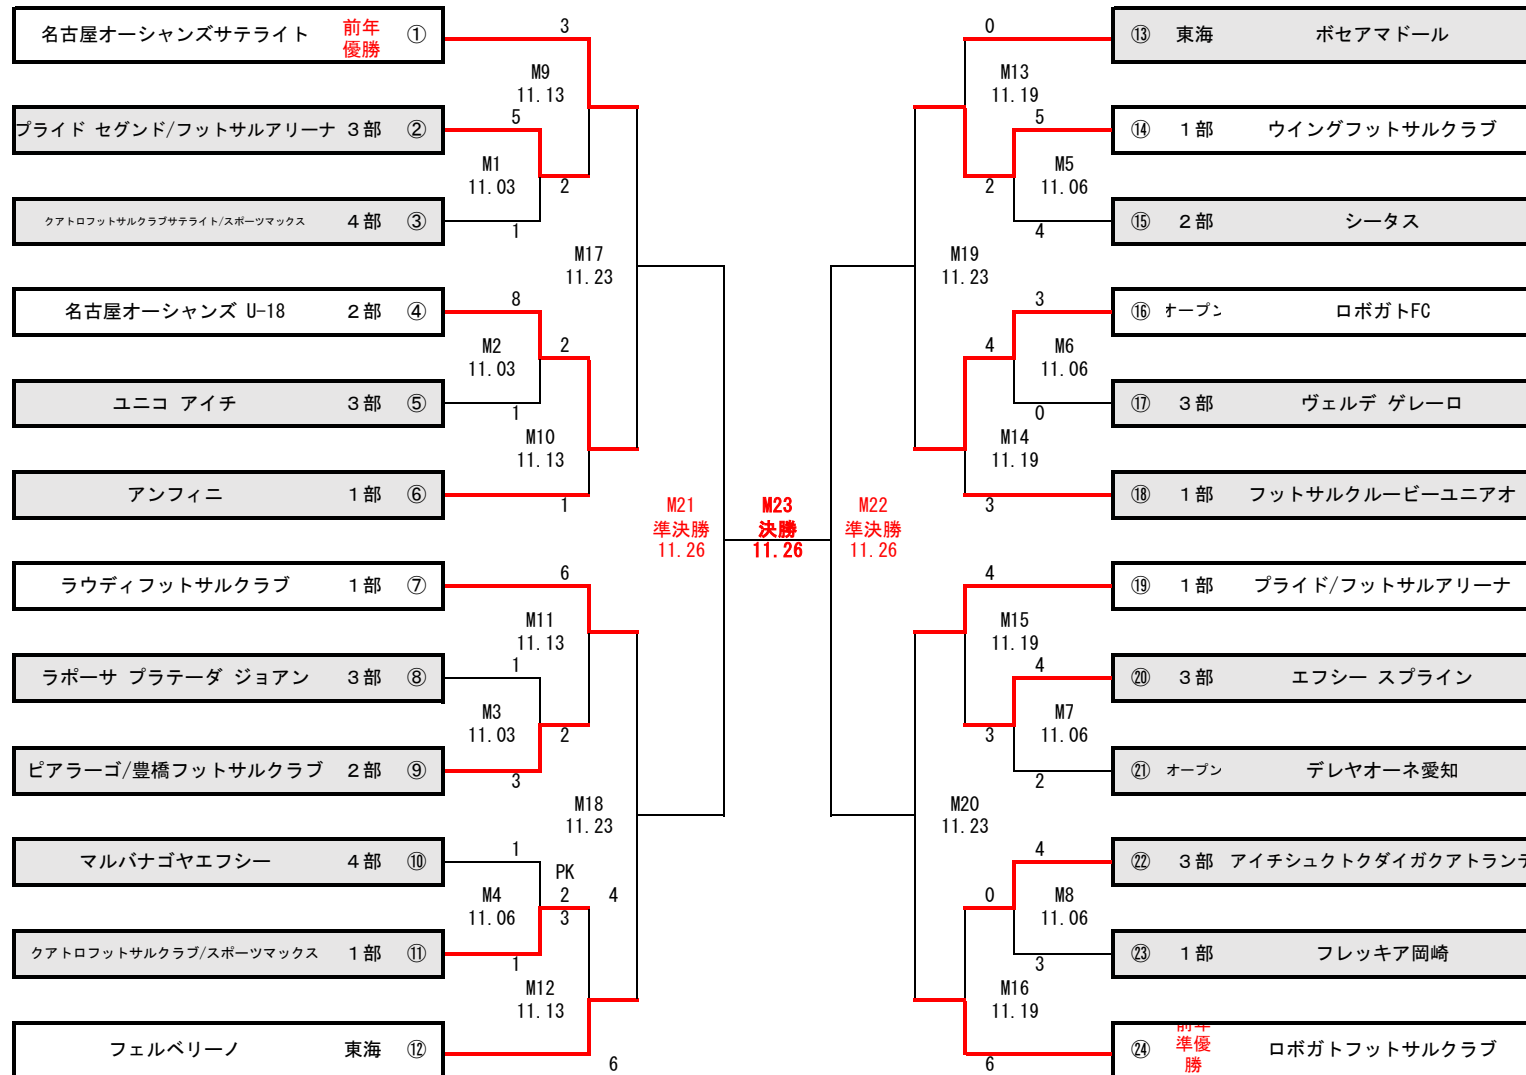 名古屋オーシャンズサテライト 前年優勝 ①
プライド セグンド/フットサルアリーナ 3部 ②
クアトロフットサルクラブサテライト/スポーツマックス 4部 ③
名古屋オーシャンズ U-18 2部 ④
ユニコ アイチ 3部 ⑤
アンフィニ 1部 ⑥
ラウディフットサルクラブ 1部 ⑦
ラポーサ プラテーダ ジョアン 3部 ⑧
ピアラーゴ/豊橋フットサルクラブ 2部 ⑨
マルバナゴヤエフシー 4部 ⑩
クアトロフットサルクラブ/スポーツマックス 1部 ⑪
フェルベリーノ 東海 ⑫
3
M9
11.13
5
M1
11.03
2
1
M17
11.23
8
M2
11.03
2
1
M10
11.13
1
6
M11
11.13
1
M3
11.03
2
3
M18
11.23
1
PK
M4
11.06
2
3
4
1
M12
11.13
6
M21
準決勝
11.26
M23
決勝
11.26
M22
準決勝
11.26
0
M13
11.19
5
M5
11.06
2
4
M19
11.23
3
4
M6
11.06
0
M14
11.19
3
4
M15
11.19
4
M7
11.06
3
2
M20
11.23
4
0
M8
11.06
3
M16
11.19
6
⑬ 東海 ボセアマドール
⑭ 1部 ウイングフットサルクラブ
⑮ 2部 シータス
⑯ オープン ロボガトFC
⑰ 3部 ヴェルデ ゲレーロ
⑱ 1部 フットサルクルービーユニアオ
⑲ 1部 プライド/フットサルアリーナ
⑳ 3部 エフシー スプライン
㉑ オープン デレヤオーネ愛知
㉒ 3部 アイチシュクトクダイガクアトランテ
㉓ 1部 フレッキア岡崎
㉔ 前年準優勝 ロボガトフットサルクラブ